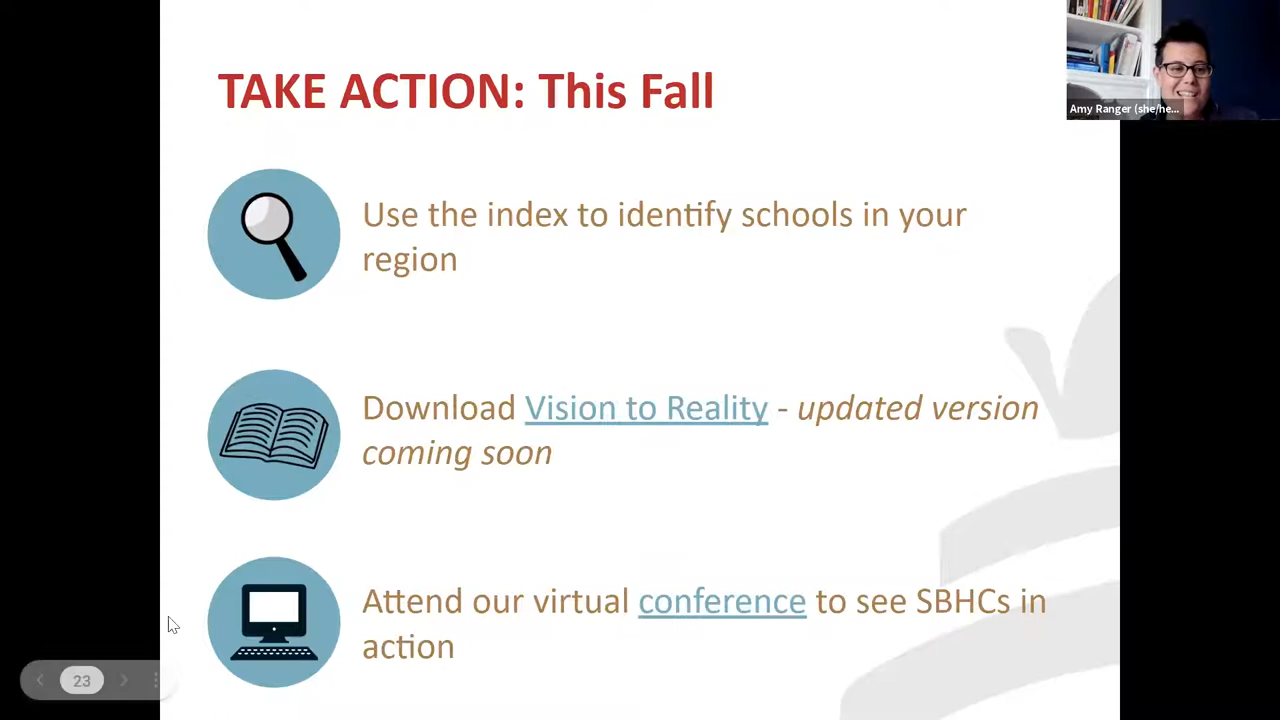 TAKE ACTION: This Fall
Amy Ranger (she/he...
Use the index to identify schools in your
region
Download Vision to Reality - updated version
coming soon
Attend our virtual conference to see SBHCs in
action
23